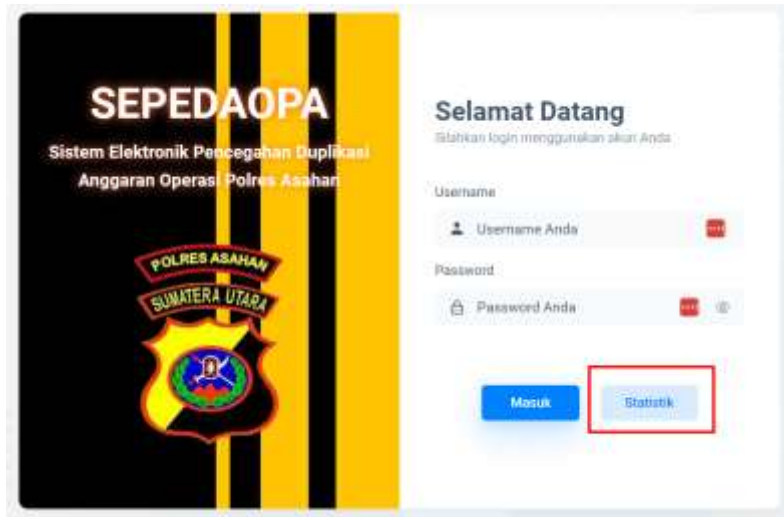 SEPEDAOPA
Sistem Elektronik Pencegahan Duplikasi
Anggaran Operasi Polres Asahan
POLRES ASAHAN
SUMATERA UTARA
Selamat Datang
Silahkan login menggunakan akun Anda
Username
Username Anda
Password
Password Anda
Masuk
Statistik